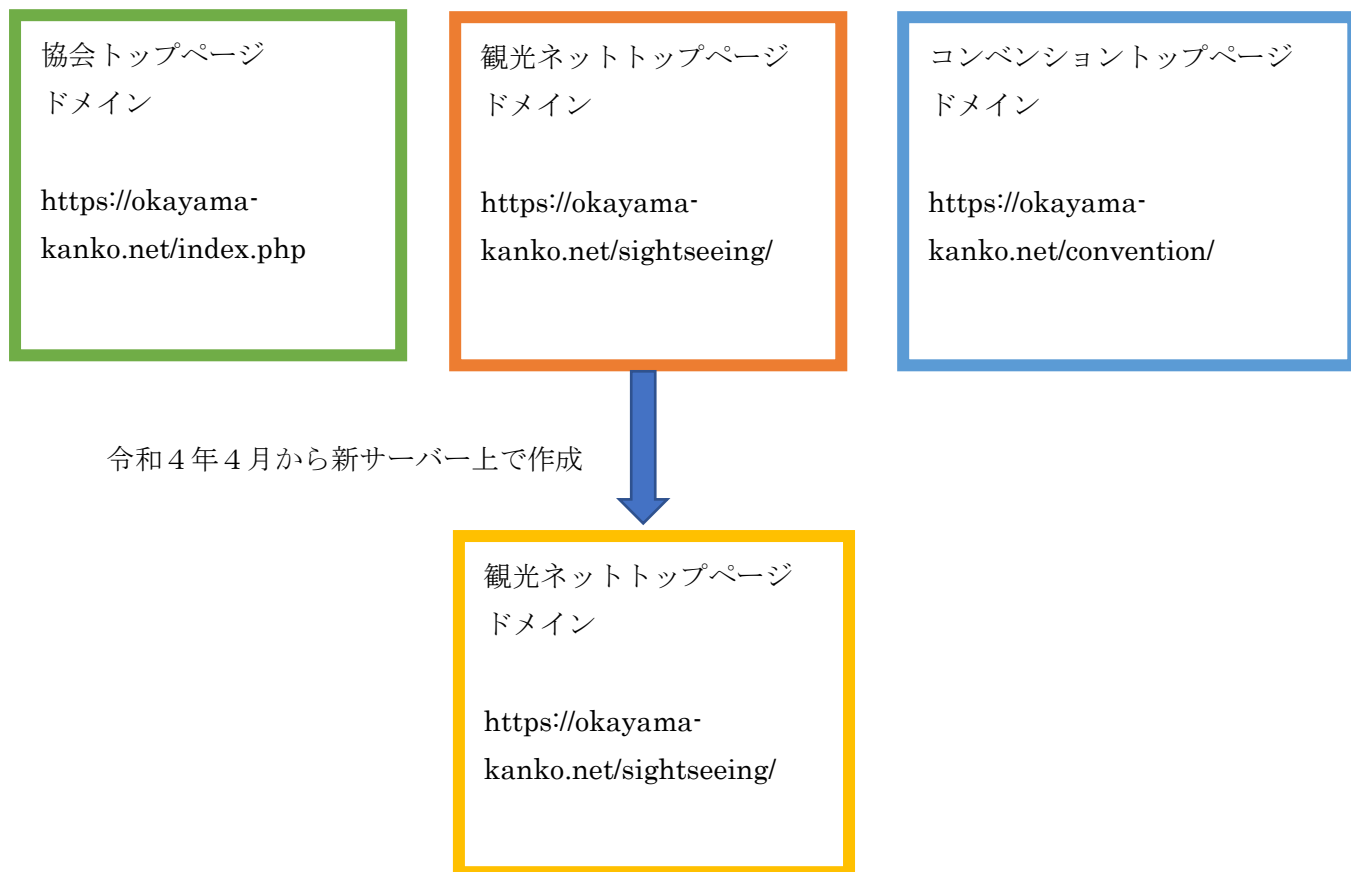 協会トップページ
ドメイン
https://okayama-
kanko.net/index.php
観光ネットトップページ
ドメイン
https://okayama-
kanko.net/sightseeing/
コンベンショントップページ
ドメイン
https://okayama-
kanko.net/convention/
令和４年４月から新サーバー上で作成
観光ネットトップページ
ドメイン
https://okayama-
kanko.net/sightseeing/